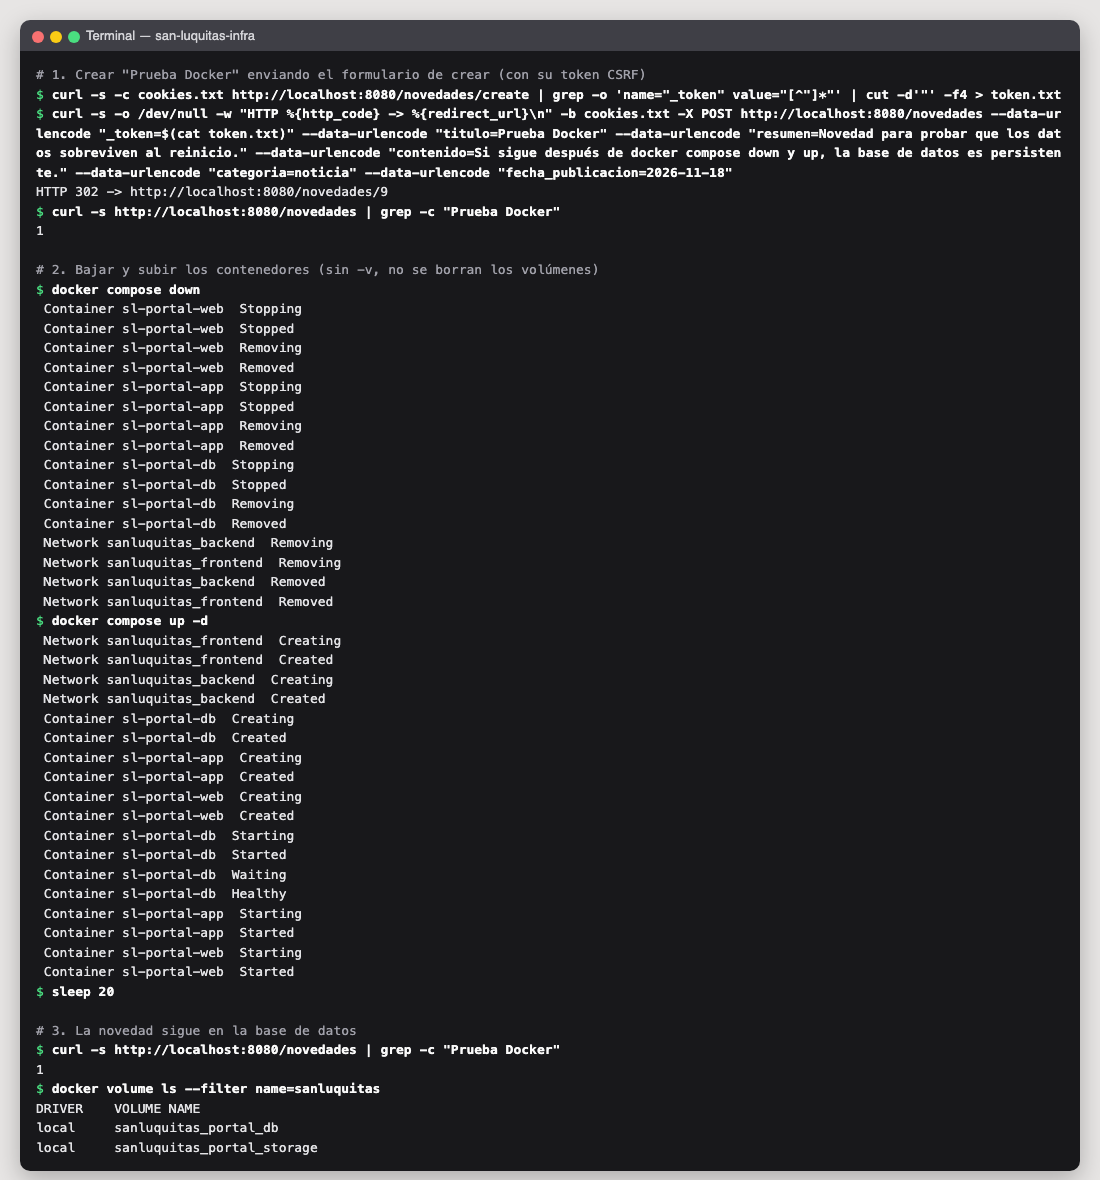 Terminal — san-luquitas-infra
# 1. Crear "Prueba Docker" enviando el formulario de crear (con su token CSRF)
$ curl -s -c cookies.txt http://localhost:8080/novedades/create | grep -o 'name="_token" value="[^"]*"' | cut -d'"' -f4 > token.txt
$ curl -s -o /dev/null -w "HTTP %{http_code} -> %{redirect_url}\n" -b cookies.txt -X POST http://localhost:8080/novedades --data-ur
lencode "_token=$(cat token.txt)" --data-urlencode "titulo=Prueba Docker" --data-urlencode "resumen=Novedad para probar que los dat
os sobreviven al reinicio." --data-urlencode "contenido=Si sigue después de docker compose down y up, la base de datos es persisten
te." --data-urlencode "categoria=noticia" --data-urlencode "fecha_publicacion=2026-11-18"
HTTP 302 -> http://localhost:8080/novedades/9
$ curl -s http://localhost:8080/novedades | grep -c "Prueba Docker"
1
# 2. Bajar y subir los contenedores (sin -v, no se borran los volúmenes)
$ docker compose down
Container sl-portal-web  Stopping
Container sl-portal-web  Stopped
Container sl-portal-web  Removing
Container sl-portal-web  Removed
Container sl-portal-app  Stopping
Container sl-portal-app  Stopped
Container sl-portal-app  Removing
Container sl-portal-app  Removed
Container sl-portal-db  Stopping
Container sl-portal-db  Stopped
Container sl-portal-db  Removing
Container sl-portal-db  Removed
Network sanluquitas_backend  Removing
Network sanluquitas_frontend  Removing
Network sanluquitas_backend  Removed
Network sanluquitas_frontend  Removed
$ docker compose up -d
Network sanluquitas_frontend  Creating
Network sanluquitas_frontend  Created
Network sanluquitas_backend  Creating
Network sanluquitas_backend  Created
Container sl-portal-db  Creating
Container sl-portal-db  Created
Container sl-portal-app  Creating
Container sl-portal-app  Created
Container sl-portal-web  Creating
Container sl-portal-web  Created
Container sl-portal-db  Starting
Container sl-portal-db  Started
Container sl-portal-db  Waiting
Container sl-portal-db  Healthy
Container sl-portal-app  Starting
Container sl-portal-app  Started
Container sl-portal-web  Starting
Container sl-portal-web  Started
$ sleep 20
# 3. La novedad sigue en la base de datos
$ curl -s http://localhost:8080/novedades | grep -c "Prueba Docker"
1
$ docker volume ls --filter name=sanluquitas
DRIVER    VOLUME NAME
local     sanluquitas_portal_db
local     sanluquitas_portal_storage